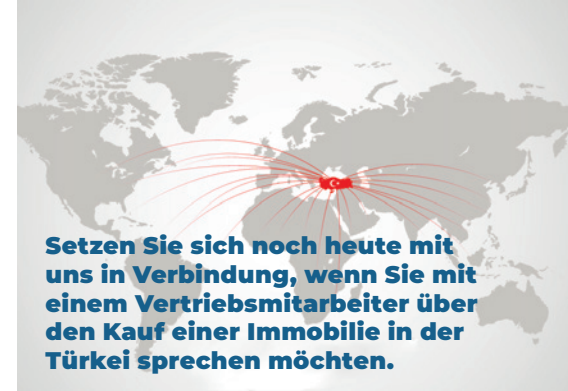 Setzen Sie sich noch heute mit
uns in Verbindung, wenn Sie mit
einem Vertriebsmitarbeiter über
den Kauf einer Immobilie in der
Türkei sprechen möchten.